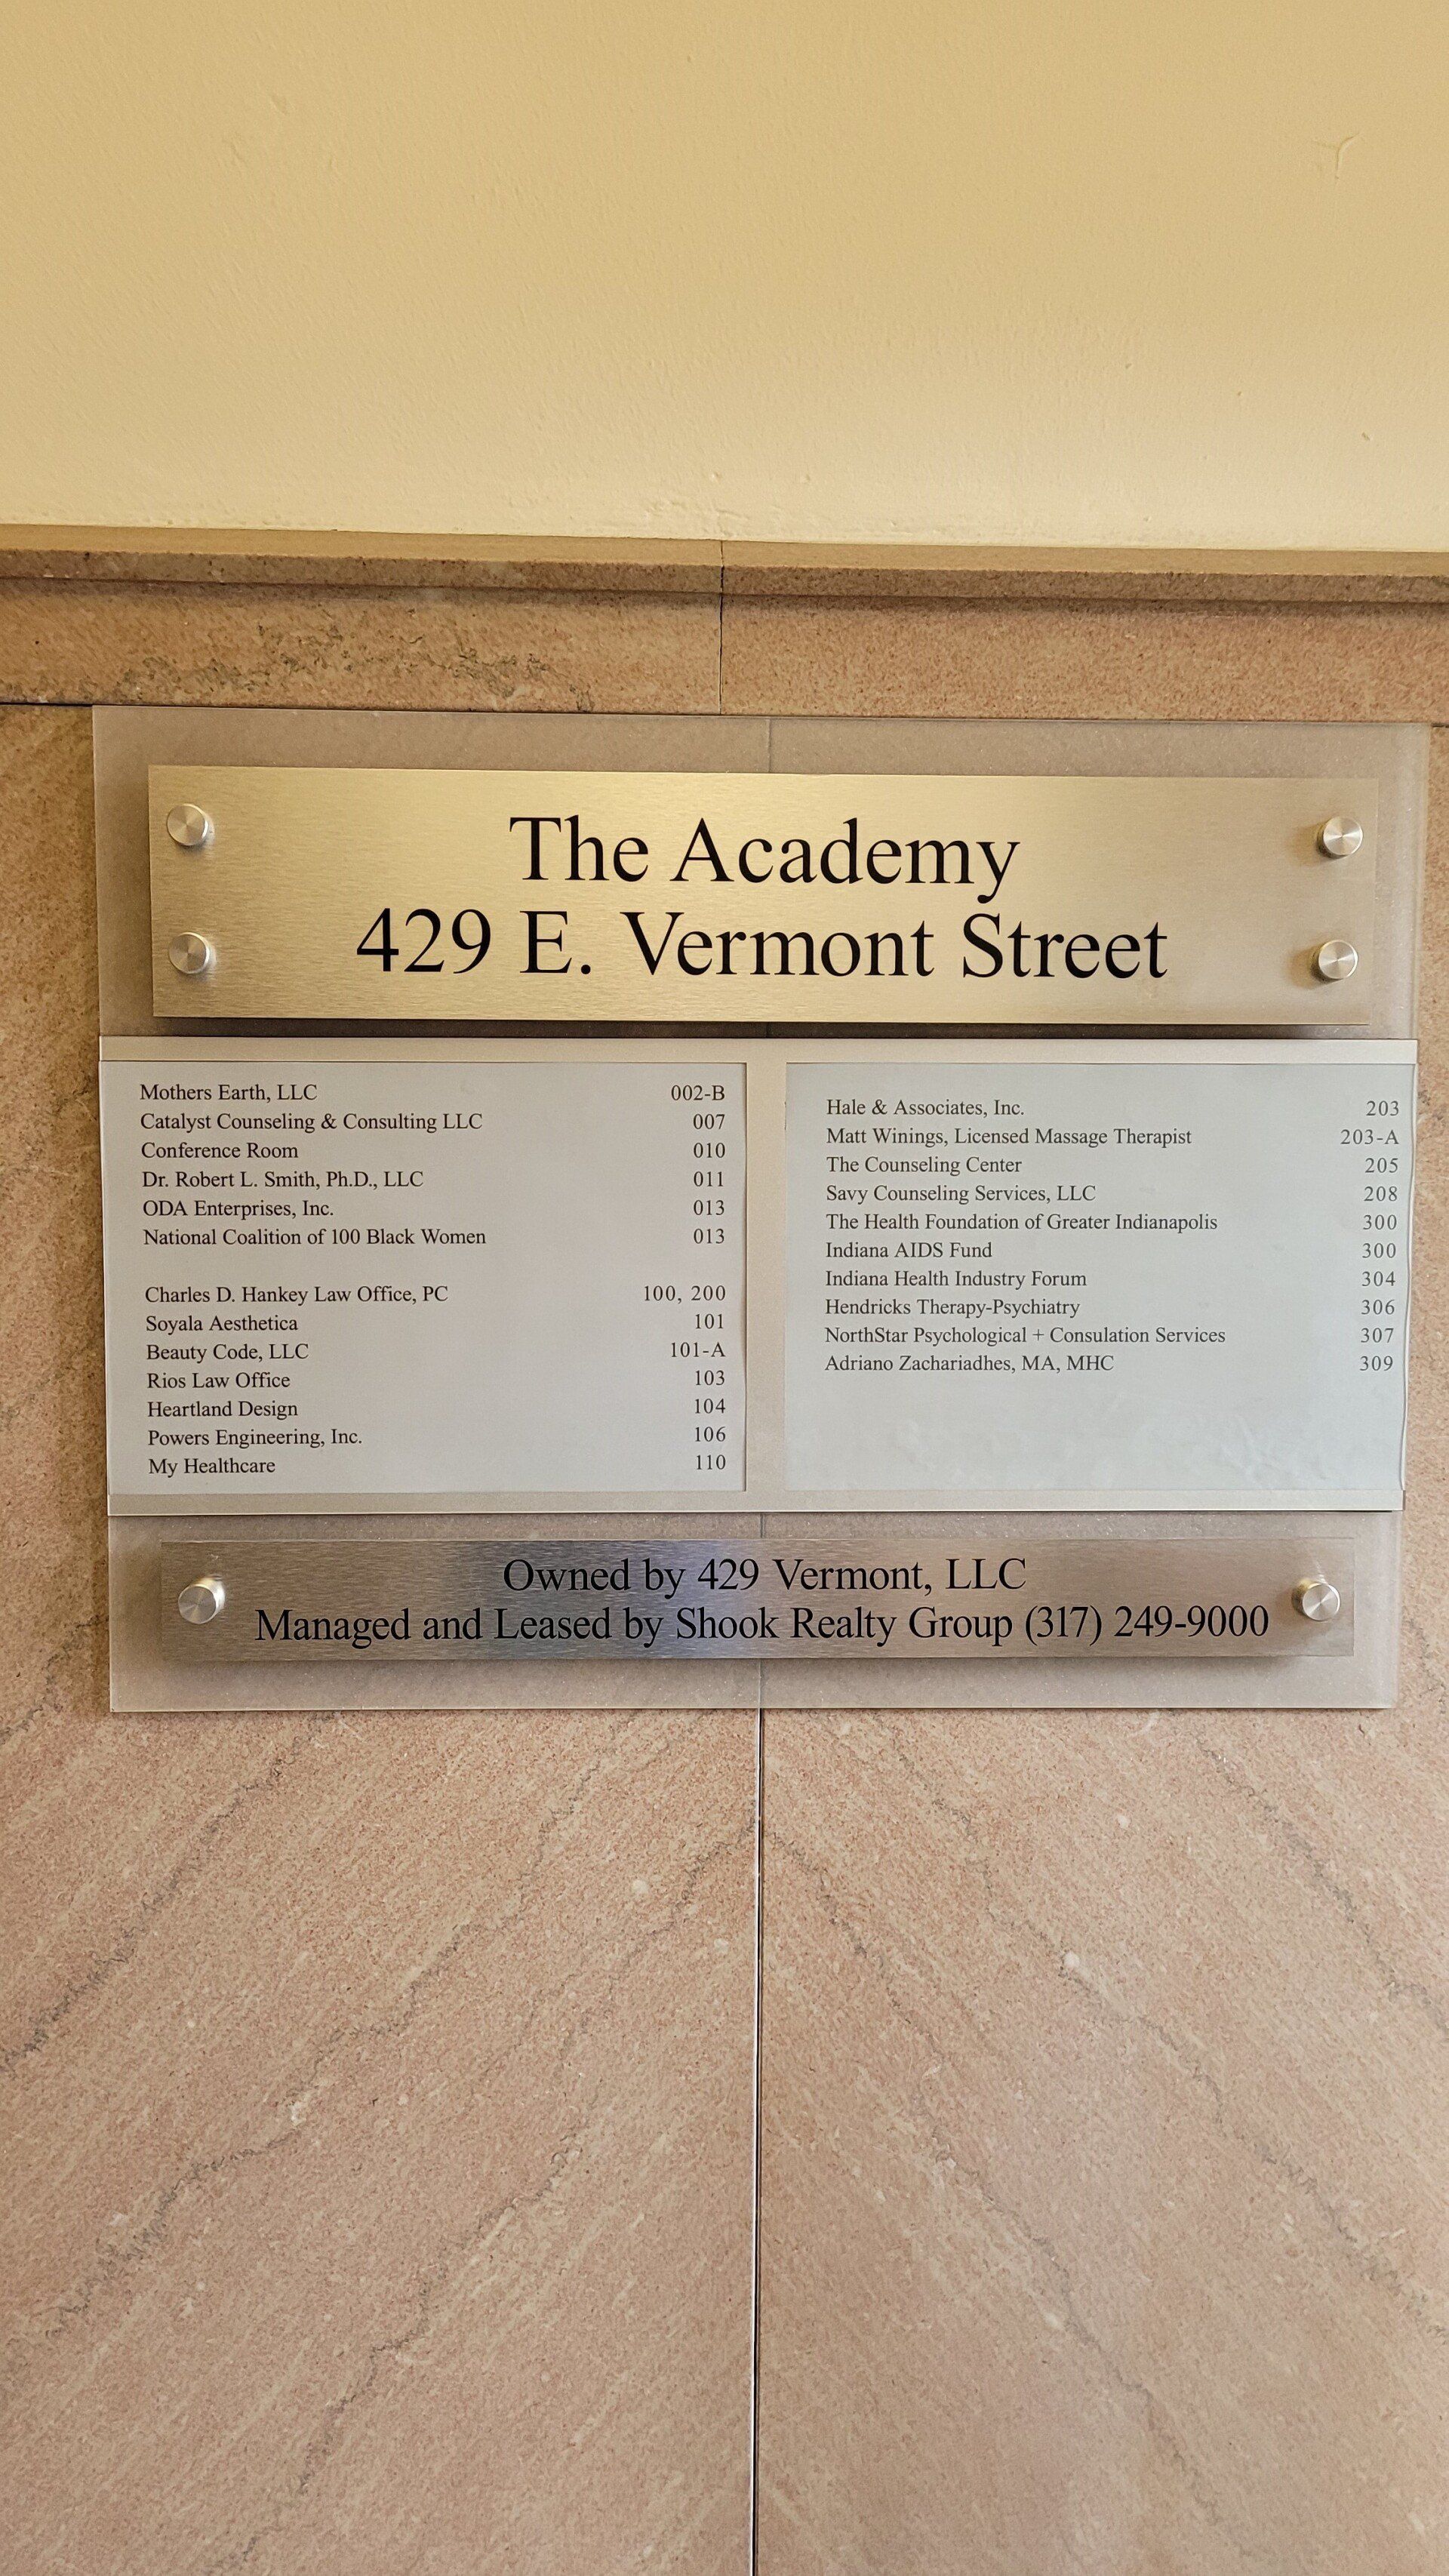 The Academy
429 E. Vermont Street
Mothers Earth, LLC 002-B
Catalyst Counseling & Consulting LLC 007
Conference Room 010
Dr. Robert L. Smith, Ph.D., LLC 011
ODA Enterprises, Inc. 013
National Coalition of 100 Black Women 013
Charles D. Hankey Law Office, PC 100, 200
Soyala Aesthetica 101
Beauty Code, LLC 101-A
Rios Law Office 103
Heartland Design 104
Powers Engineering, Inc. 106
My Healthcare 110
Hale & Associates, Inc. 203
Matt Winings, Licensed Massage Therapist 203-A
The Counseling Center 205
Savy Counseling Services, LLC 208
The Health Foundation of Greater Indianapolis 300
Indiana AIDS Fund 300
Indiana Health Industry Forum 304
Hendricks Therapy-Psychiatry 306
NorthStar Psychological + Consulation Services 307
Adriano Zachariadhes, MA, MHC 309
Owned by 429 Vermont, LLC
Managed and Leased by Shook Realty Group (317) 249-9000